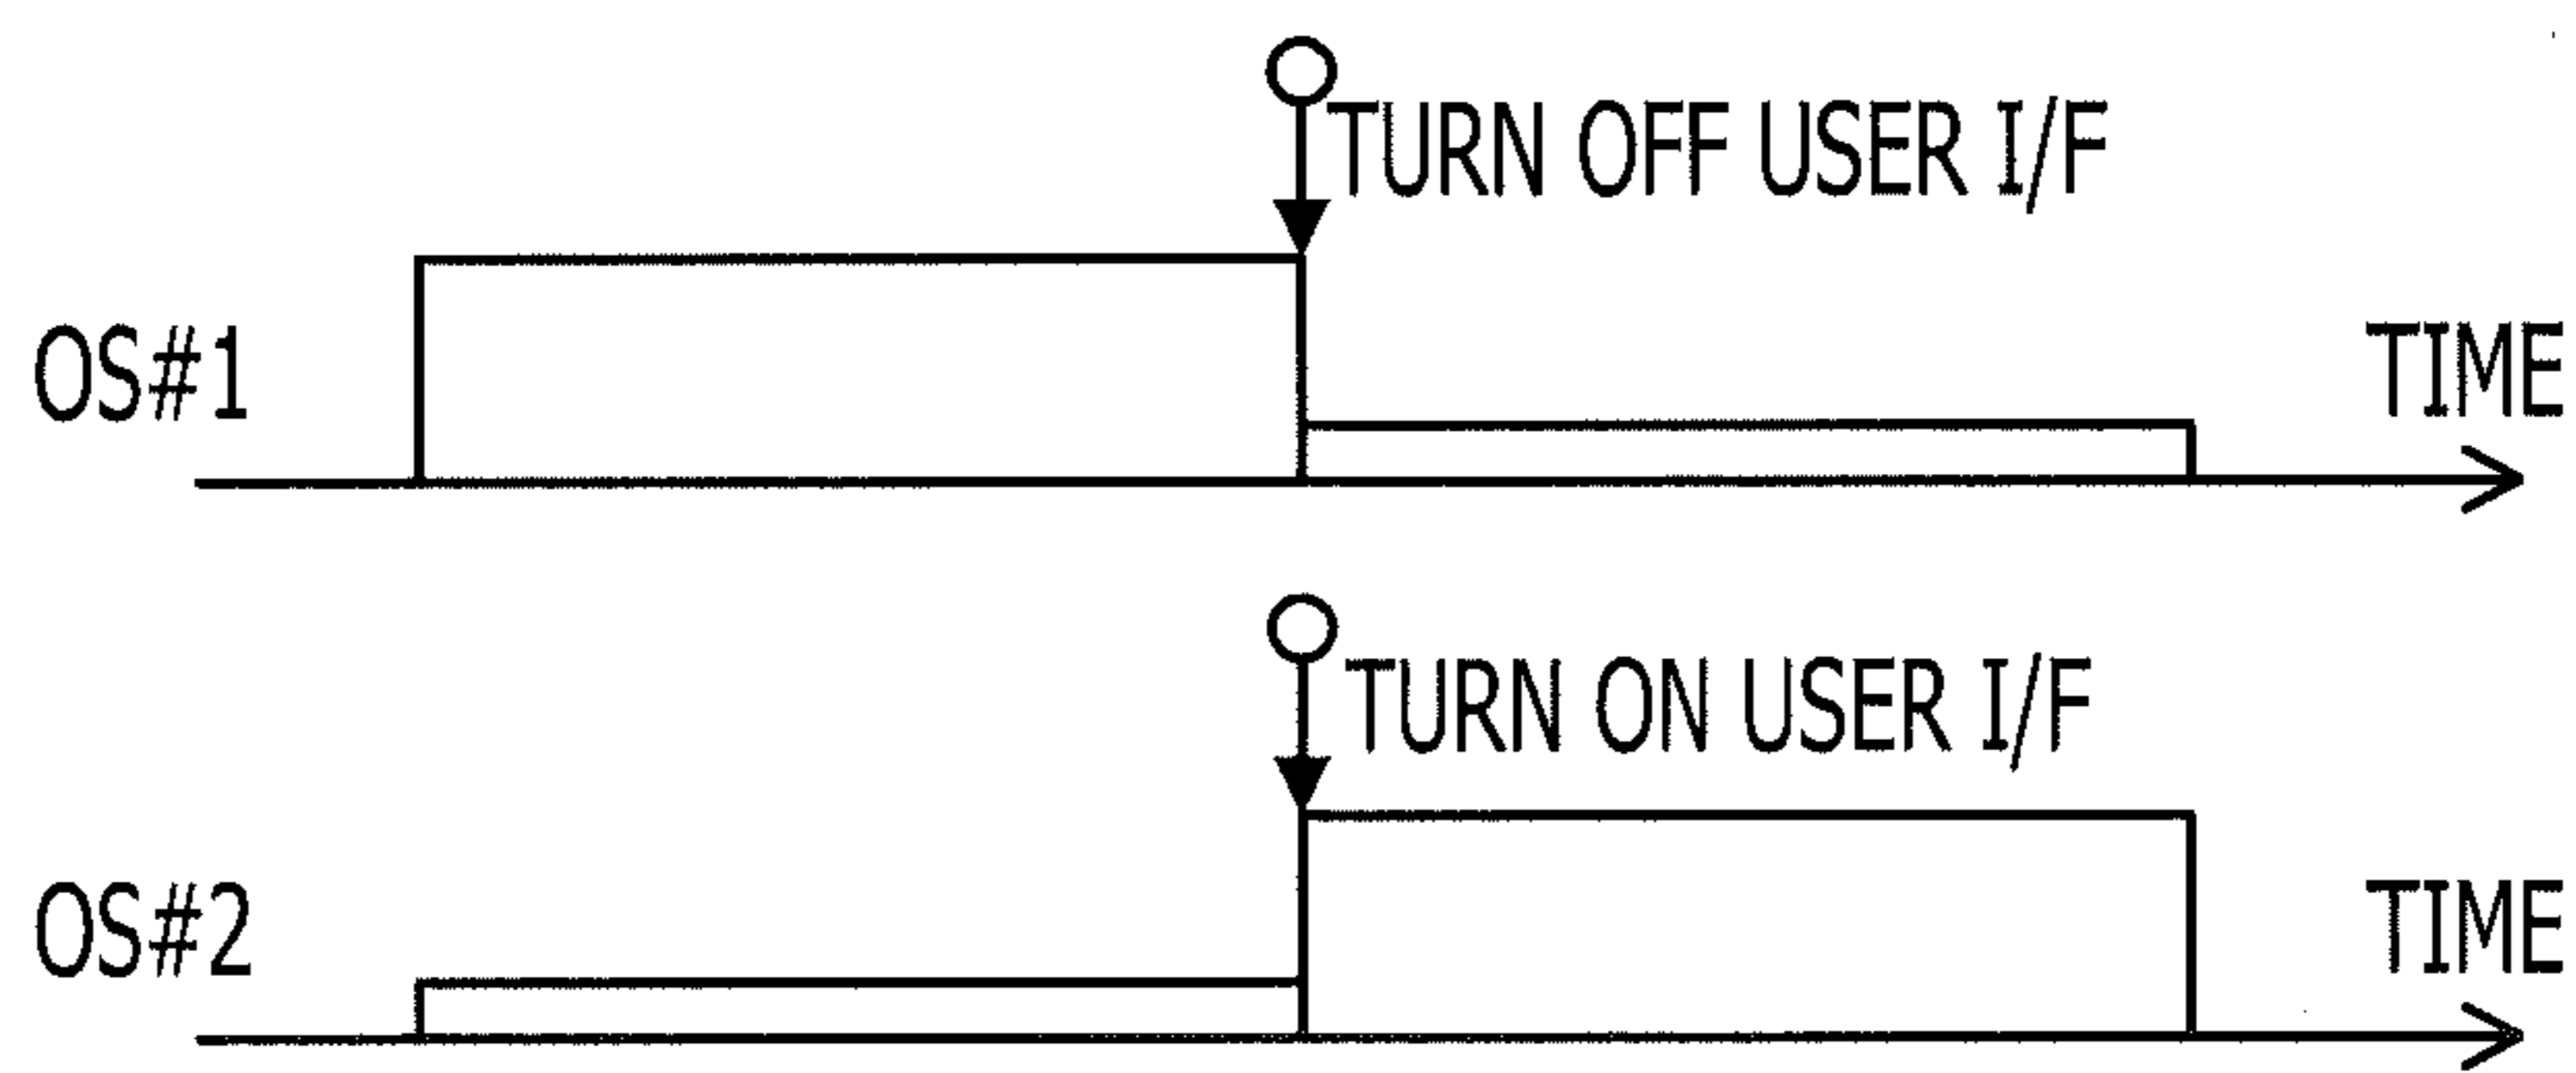 TURN OFF USER I/F
OS#1
TIME
TURN ON USER I/F
OS#2
TIME